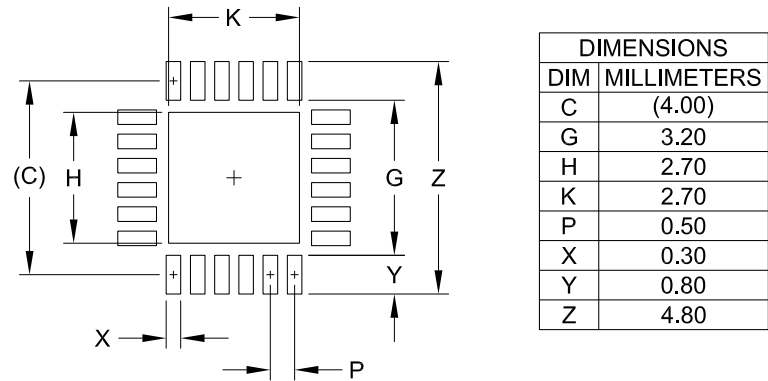 K
(C)
H
G
Z
Y
X
P
DIMENSIONS
DIM MILLIMETERS
C (4.00)
G 3.20
H 2.70
K 2.70
P 0.50
X 0.30
Y 0.80
Z 4.80